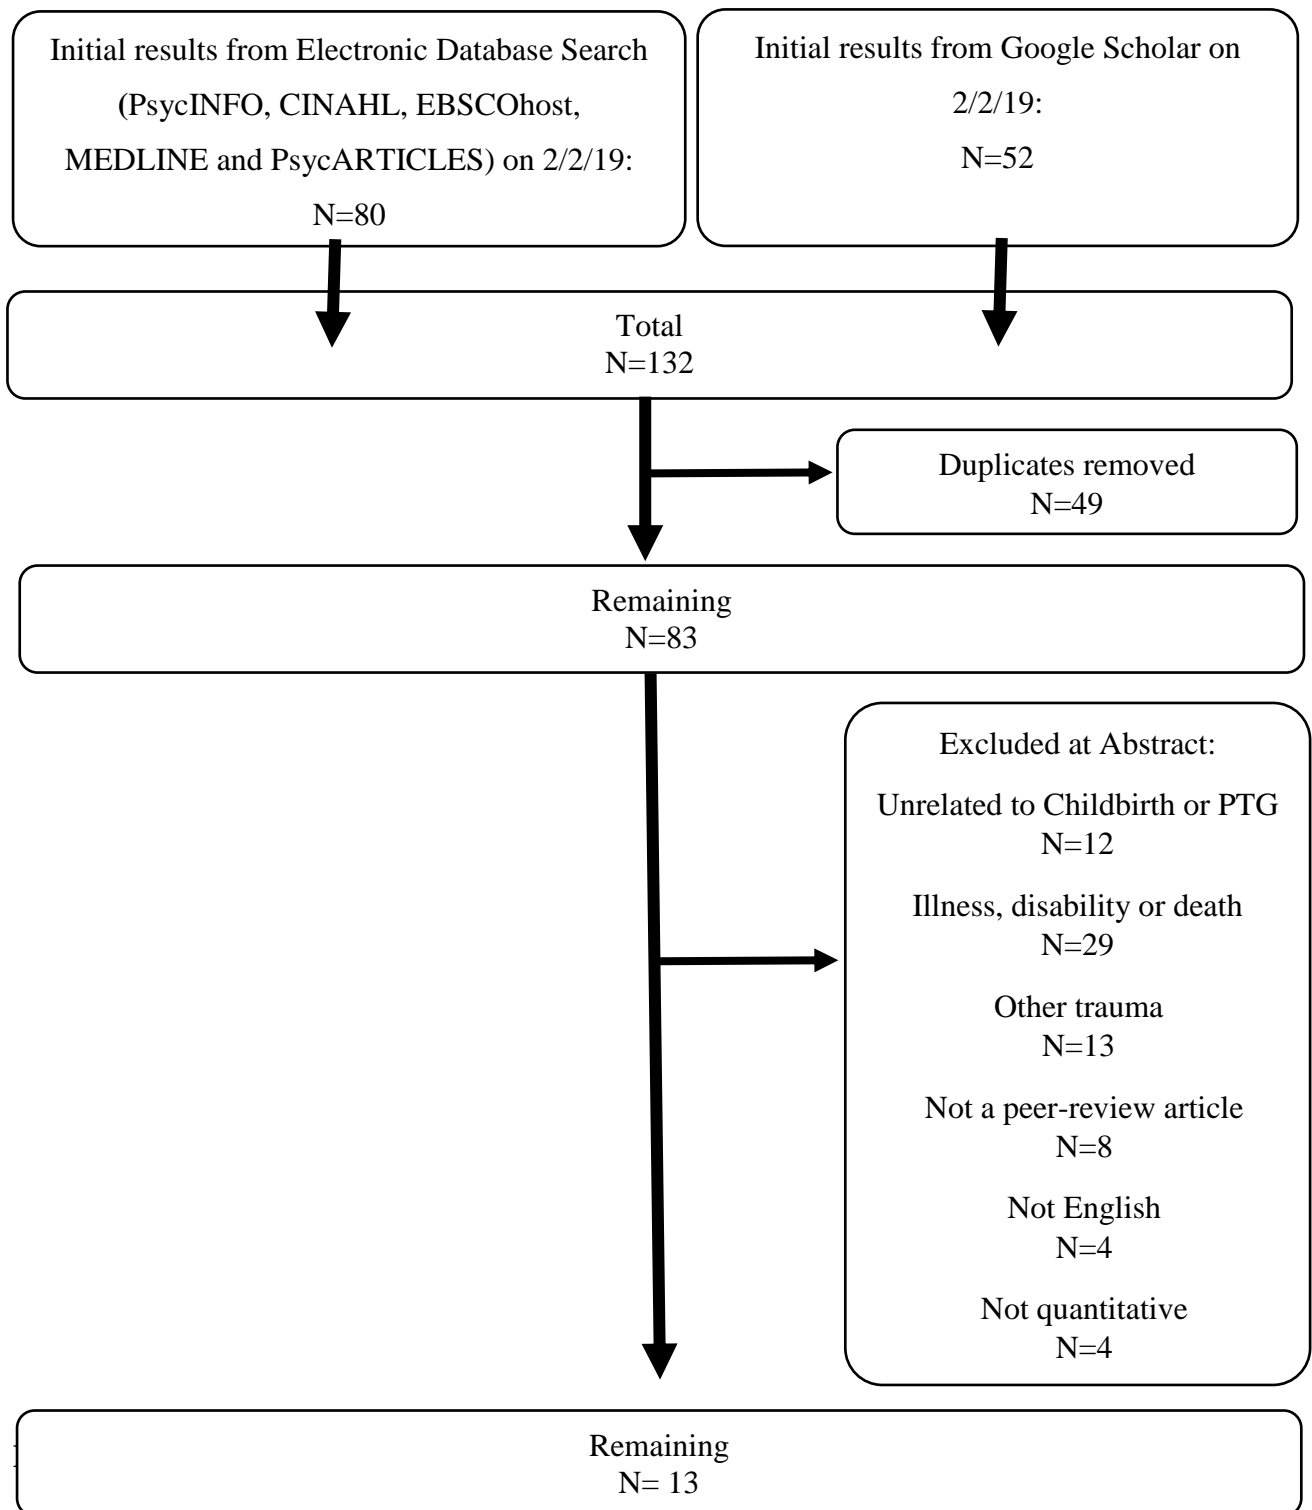 Initial results from Electronic Database Search
(PsycINFO, CINAHL, EBSCOhost,
MEDLINE and PsycARTICLES) on 2/2/19:
N=80
Initial results from Google Scholar on
2/2/19:
N=52
Total
N=132
Duplicates removed
N=49
Remaining
N=83
Excluded at Abstract:
Unrelated to Childbirth or PTG
N=12
Illness, disability or death
N=29
Other trauma
N=13
Not a peer-review article
N=8
Not English
N=4
Not quantitative
N=4
Remaining
N= 13